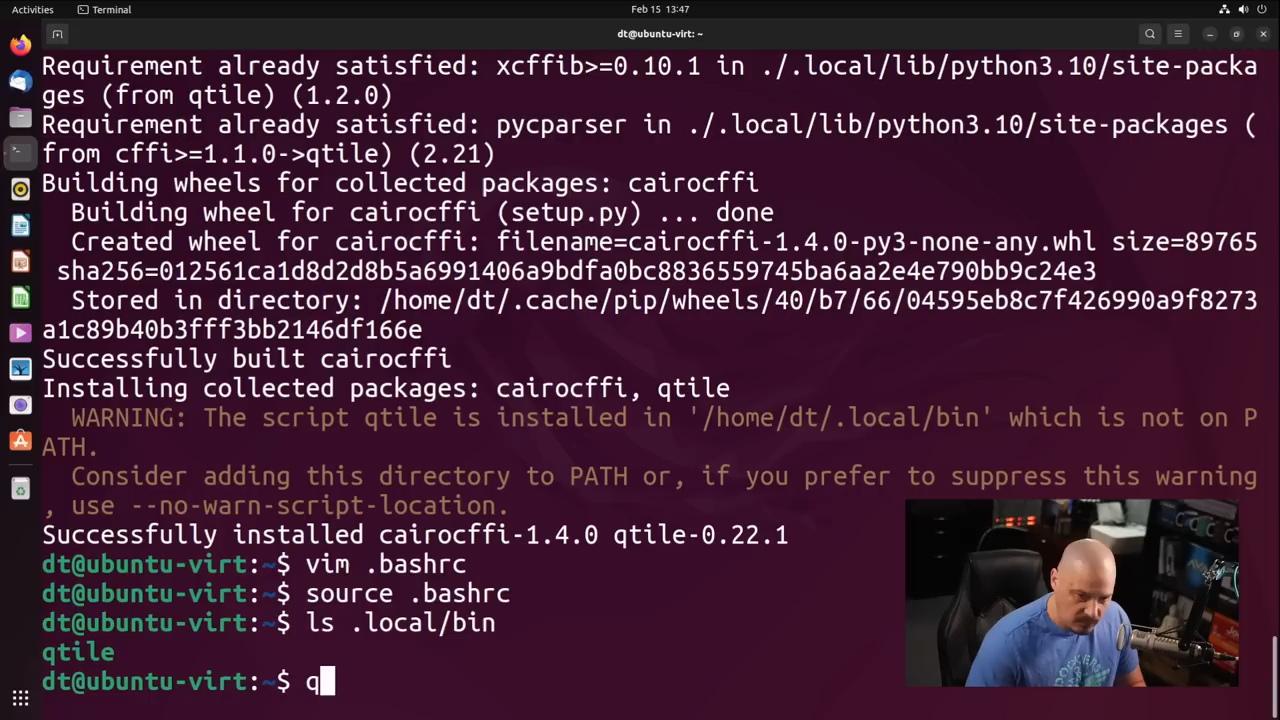 Activities
Terminal
Feb 15 13:47
dt@ubuntu-virt: ~
Requirement already satisfied: xcffib>=0.10.1 in ./.local/lib/python3.10/site-packa
ges (from qtile) (1.2.0)
Requirement already satisfied: pycparser in ./.local/lib/python3.10/site-packages (
from cffi>=1.1.0->qtile) (2.21)
Building wheels for collected packages: cairocffi
  Building wheel for cairocffi (setup.py) ... done
  Created wheel for cairocffi: filename=cairocffi-1.4.0-py3-none-any.whl size=89765
 sha256=012561ca1d8d2d8b5a6991406a9bdfa0bc8836559745ba6aa2e4e790bb9c24e3
  Stored in directory: /home/dt/.cache/pip/wheels/40/b7/66/04595eb8c7f426990a9f8273
a1c89b40b3fff3bb2146df166e
Successfully built cairocffi
Installing collected packages: cairocffi, qtile
  WARNING: The script qtile is installed in '/home/dt/.local/bin' which is not on P
ATH.
  Consider adding this directory to PATH or, if you prefer to suppress this warning
, use --no-warn-script-location.
Successfully installed cairocffi-1.4.0 qtile-0.22.1
dt@ubuntu-virt:~$ vim .bashrc
dt@ubuntu-virt:~$ source .bashrc
dt@ubuntu-virt:~$ ls .local/bin
qtile
dt@ubuntu-virt:~$ q